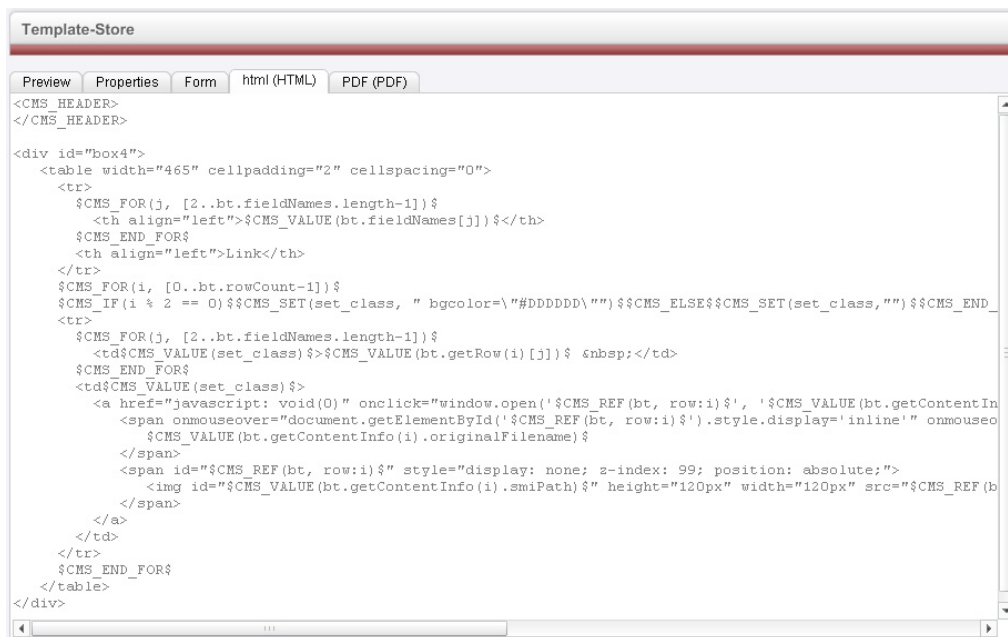 Template-Store
Preview Properties Form html (HTML) PDF (PDF)
<CMS_HEADER>
</CMS_HEADER>
<div id="box4">
<table width="465" cellpadding="2" cellspacing="0">
<tr>
$CMS_FOR(j, [2..bt.fieldNames.length-1])$
<th align="left">$CMS_VALUE(bt.fieldNames[j])$</th>
$CMS_END_FOR$
<th align="left">Link</th>
</tr>
$CMS_FOR(i, [0..bt.rowCount-1])$
$CMS_IF(i % 2 == 0)$$CMS_SET(set_class, " bgcolor=\"#DDDDDD\"")$$CMS_ELSE$$CMS_SET(set_class,"")$$CMS_END_
<tr>
$CMS_FOR(j, [2..bt.fieldNames.length-1])$
<td$CMS_VALUE(set_class)$>$CMS_VALUE(bt.getRow(i)[j])$ &nbsp;</td>
$CMS_END_FOR$
<td$CMS_VALUE(set_class)$>
<a href="javascript: void(0)" onclick="window.open('$CMS_REF(bt, row:i)$', '$CMS_VALUE(bt.getContentIn
<span onmouseover="document.getElementById('$CMS_REF(bt, row:i)$').style.display='inline'" onmouseo
$CMS_VALUE(bt.getContentInfo(i).originalFilename)$
</span>
<span id="$CMS_REF(bt, row:i)$" style="display: none; z-index: 99; position: absolute;">
<img id="$CMS_VALUE(bt.getContentInfo(i).smiPath)$" height="120px" width="120px" src="$CMS_REF(b
</span>
</a>
</td>
</tr>
$CMS_END_FOR$
</table>
</div>